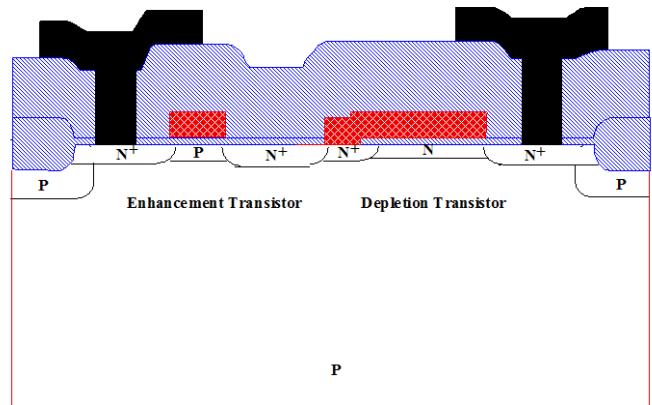 N+ P N+ N+ N N+
P P
Enhancement Transistor Depletion Transistor
P